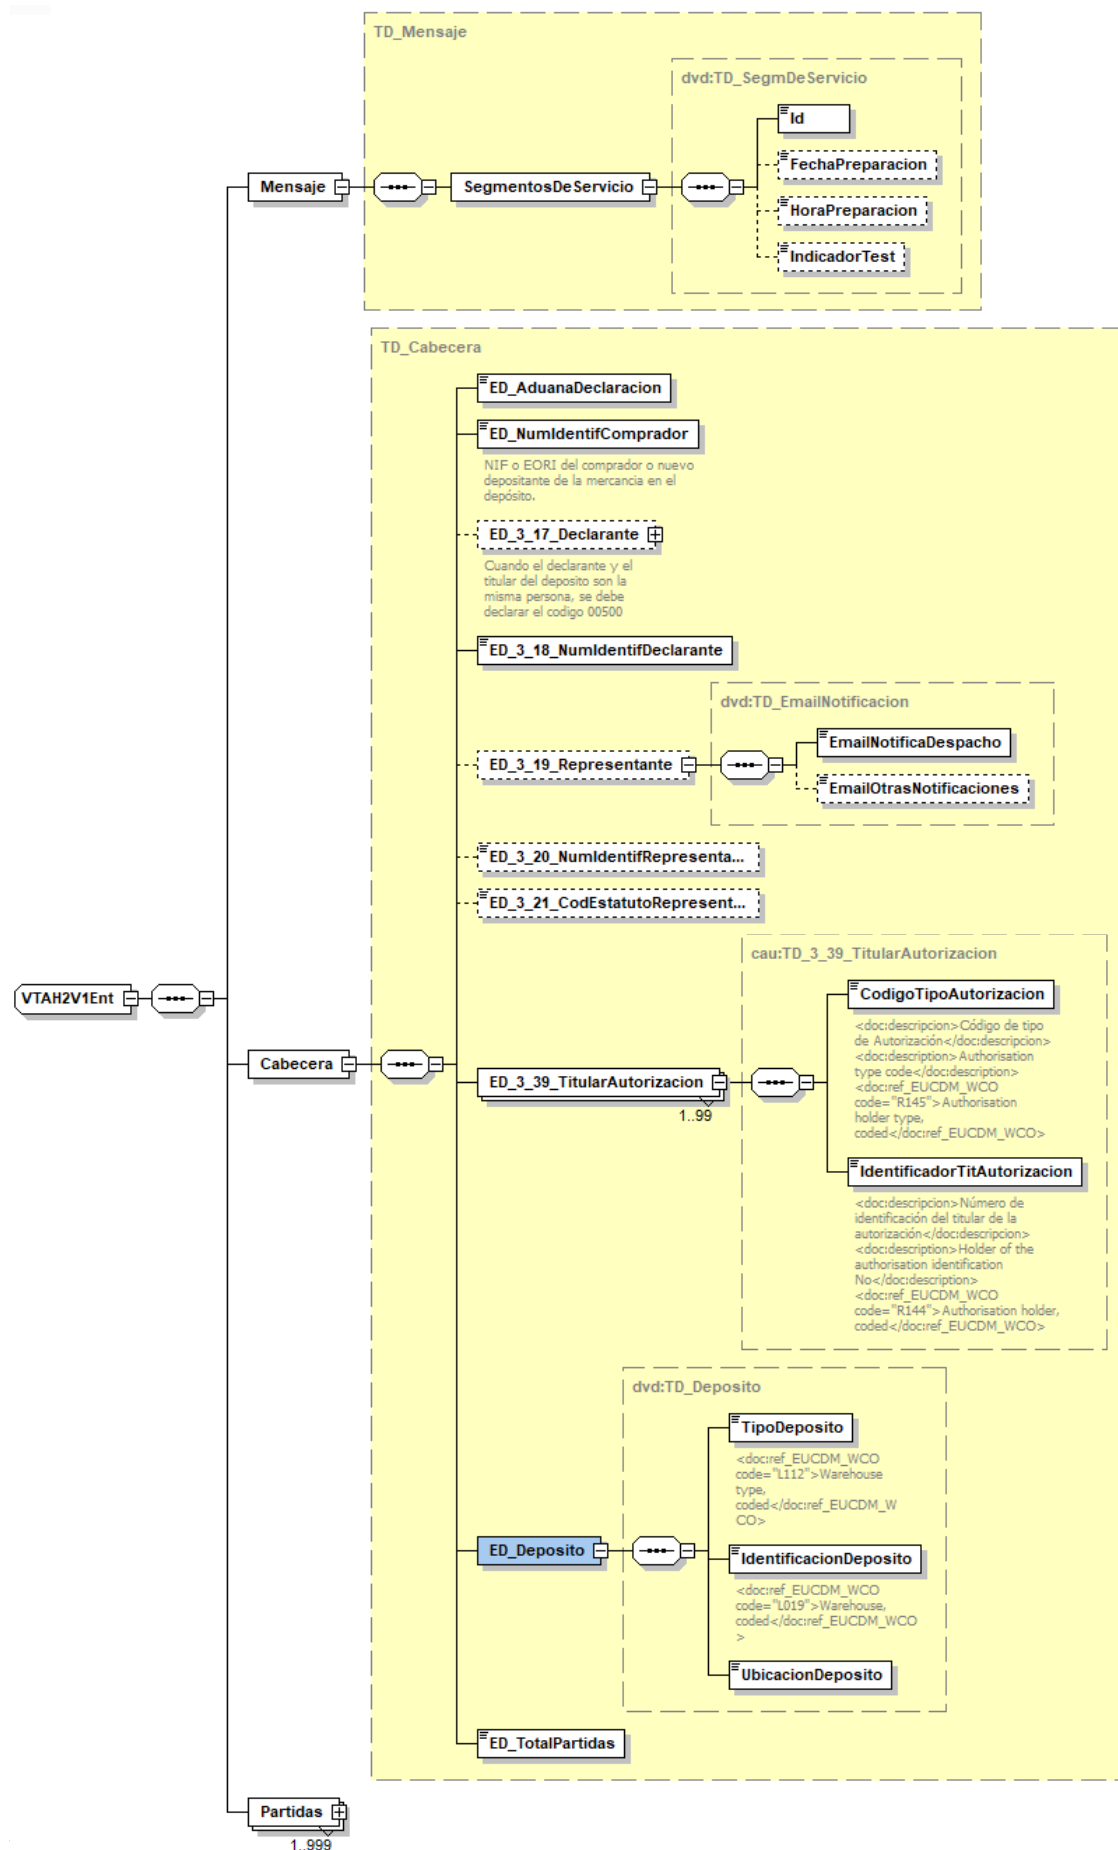 TD_Mensaje
dvd:TD_SegmDeServicio
Id
FechaPreparacion
Mensaje
SegmentosDeServicio
HoraPreparacion
IndicadorTest
TD_Cabecera
ED_AduanaDeclaracion
ED_NumIdentifComprador
NIF o EORI del comprador o nuevo
depositante de la mercancia en el
depósito.
ED_3_17_Declarante
Cuando el declarante y el
titular del deposito son la
misma persona, se debe
declarar el codigo 00500
ED_3_18_NumIdentifDeclarante
dvd:TD_EmailNotificacion
EmailNotificaDespacho
ED_3_19_Representante
EmailOtrasNotificaciones
ED_3_20_NumIdentifRepresenta...
ED_3_21_CodEstatutoRepresent...
cau:TD_3_39_TitularAutorizacion
VTAH2V1Ent
CodigoTipoAutorizacion
<doc:descripcion>Código de tipo
de Autorización</doc:descripcion>
<doc:description>Authorisation
type code</doc:description>
<doc:ref_EUCDM_WCO
code="R145">Authorisation
holder type,
coded</doc:ref_EUCDM_WCO>
Cabecera
ED_3_39_TitularAutorizacion
1..99
IdentificadorTitAutorizacion
<doc:descripcion>Número de
identificación del titular de la
autorización</doc:descripcion>
<doc:description>Holder of the
authorisation identification
No</doc:description>
<doc:ref_EUCDM_WCO
code="R144">Authorisation holder,
coded</doc:ref_EUCDM_WCO>
dvd:TD_Deposito
TipoDeposito
<doc:ref_EUCDM_WCO
code="L112">Warehouse
type,
coded</doc:ref_EUCDM_W
CO>
ED_Deposito
IdentificacionDeposito
<doc:ref_EUCDM_WCO
code="L019">Warehouse,
coded</doc:ref_EUCDM_WCO
>
UbicacionDeposito
ED_TotalPartidas
Partidas
1..999